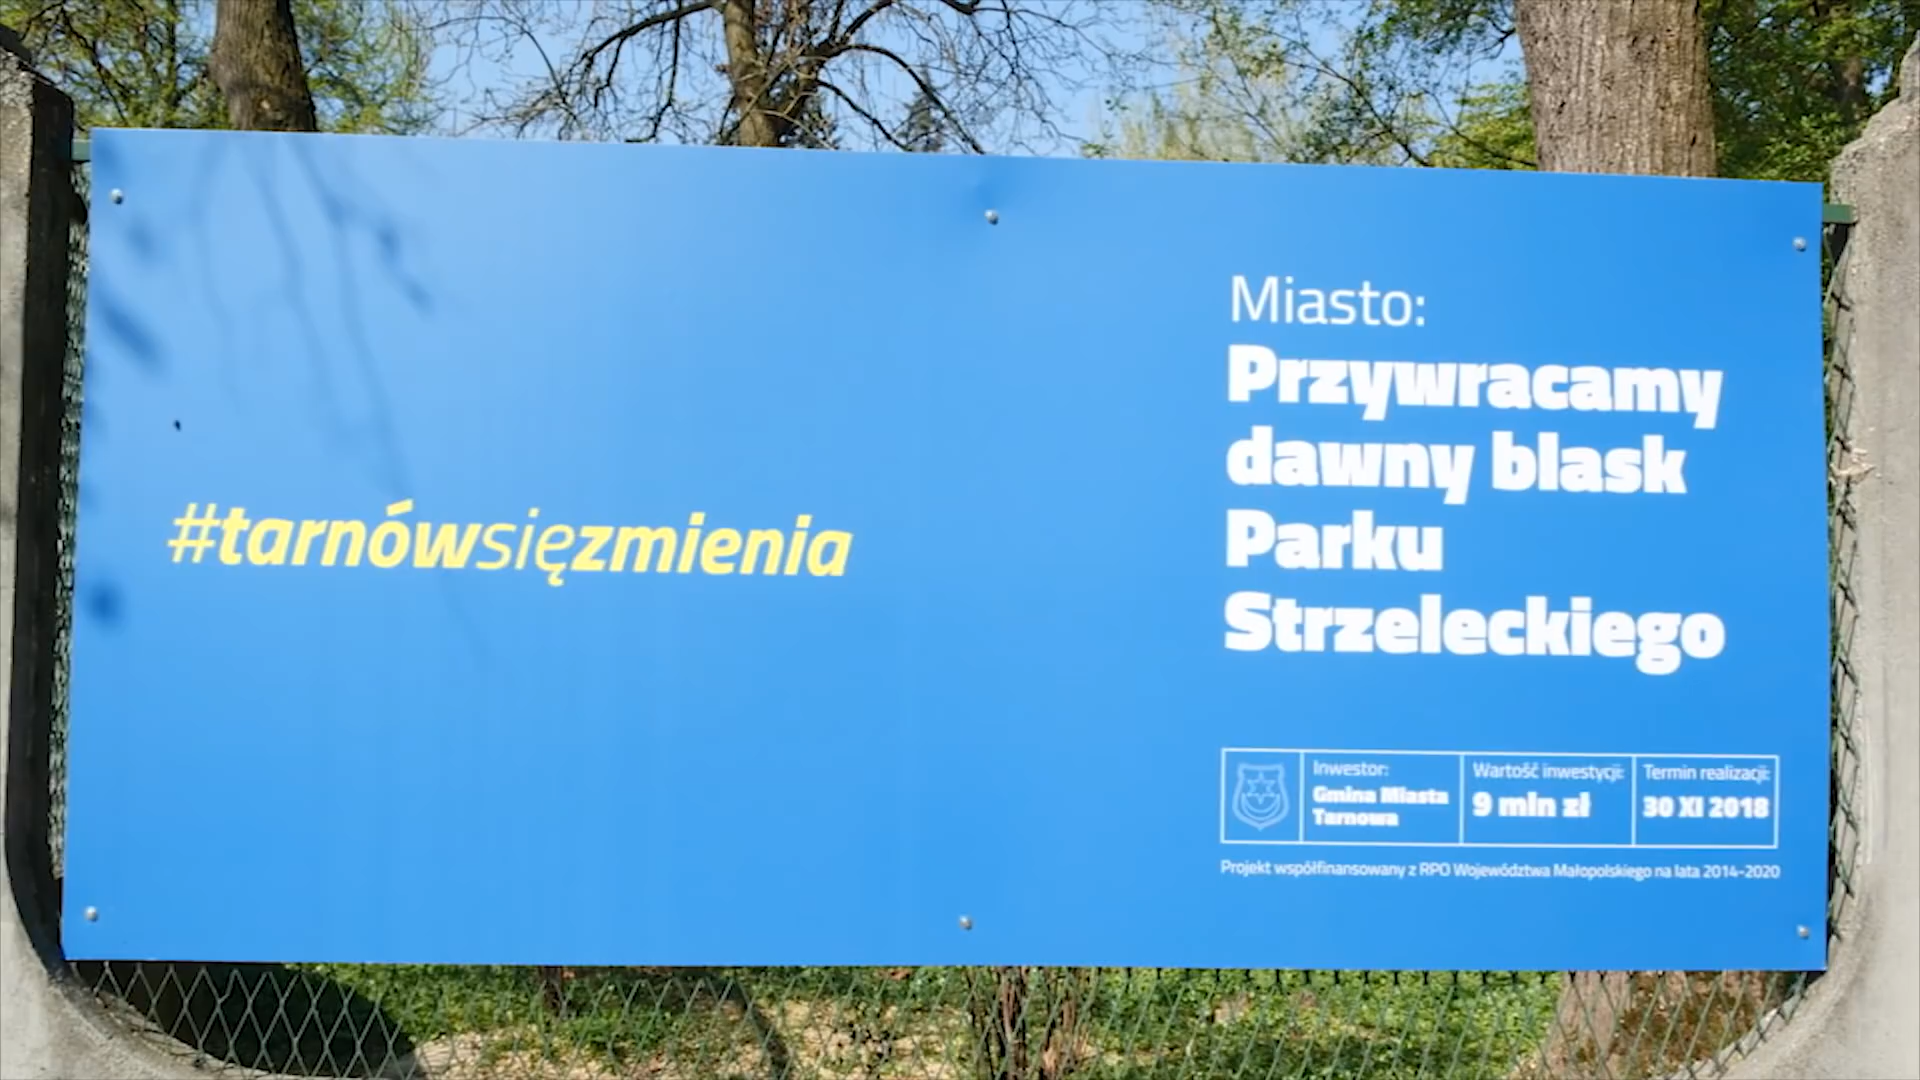 #tarnówsięzmienia
Miasto:
Przywracamy
dawny blask
Parku
Strzeleckiego
Inwestor:
Gmina Miasta
Tarnowa
Wartość inwestycji:
9 mln zł
Termin realizacji:
30 XI 2018
Projekt współfinansowany z RPO Województwa Małopolskiego na lata 2014-2020